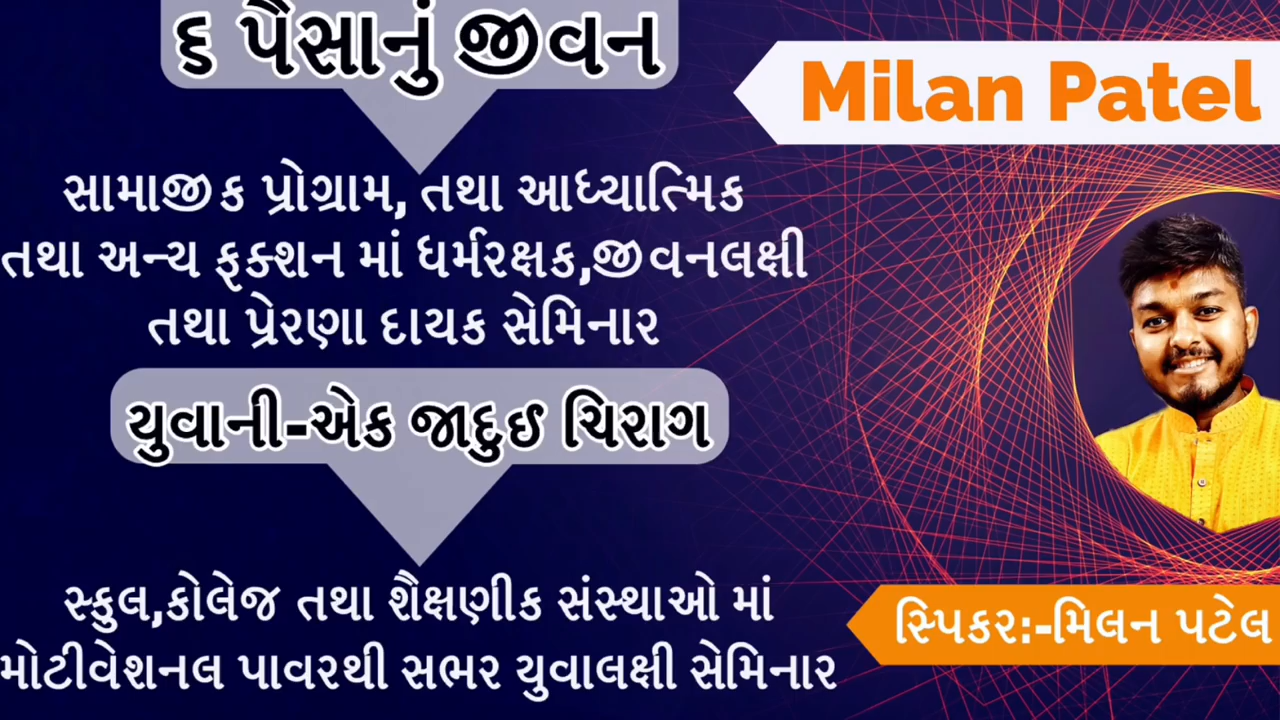 ૬ પૈસાનું જીવન
Milan Patel
સામાજીક પ્રોગ્રામ, તથા આધ્યાત્મિક
તથા અન્ય ફક્શન માં ધર્મરક્ષક,જીવનલક્ષી
તથા પ્રેરણા દાયક સેમિનાર
યુવાની-એક જાદુઇ ચિરાગ
સ્કુલ,કોલેજ તથા શૈક્ષણીક સંસ્થાઓ માં
મોટીવેશનલ પાવરથી સભર યુવાલક્ષી સેમિનાર
સ્પિકર:-મિલન પટેલ